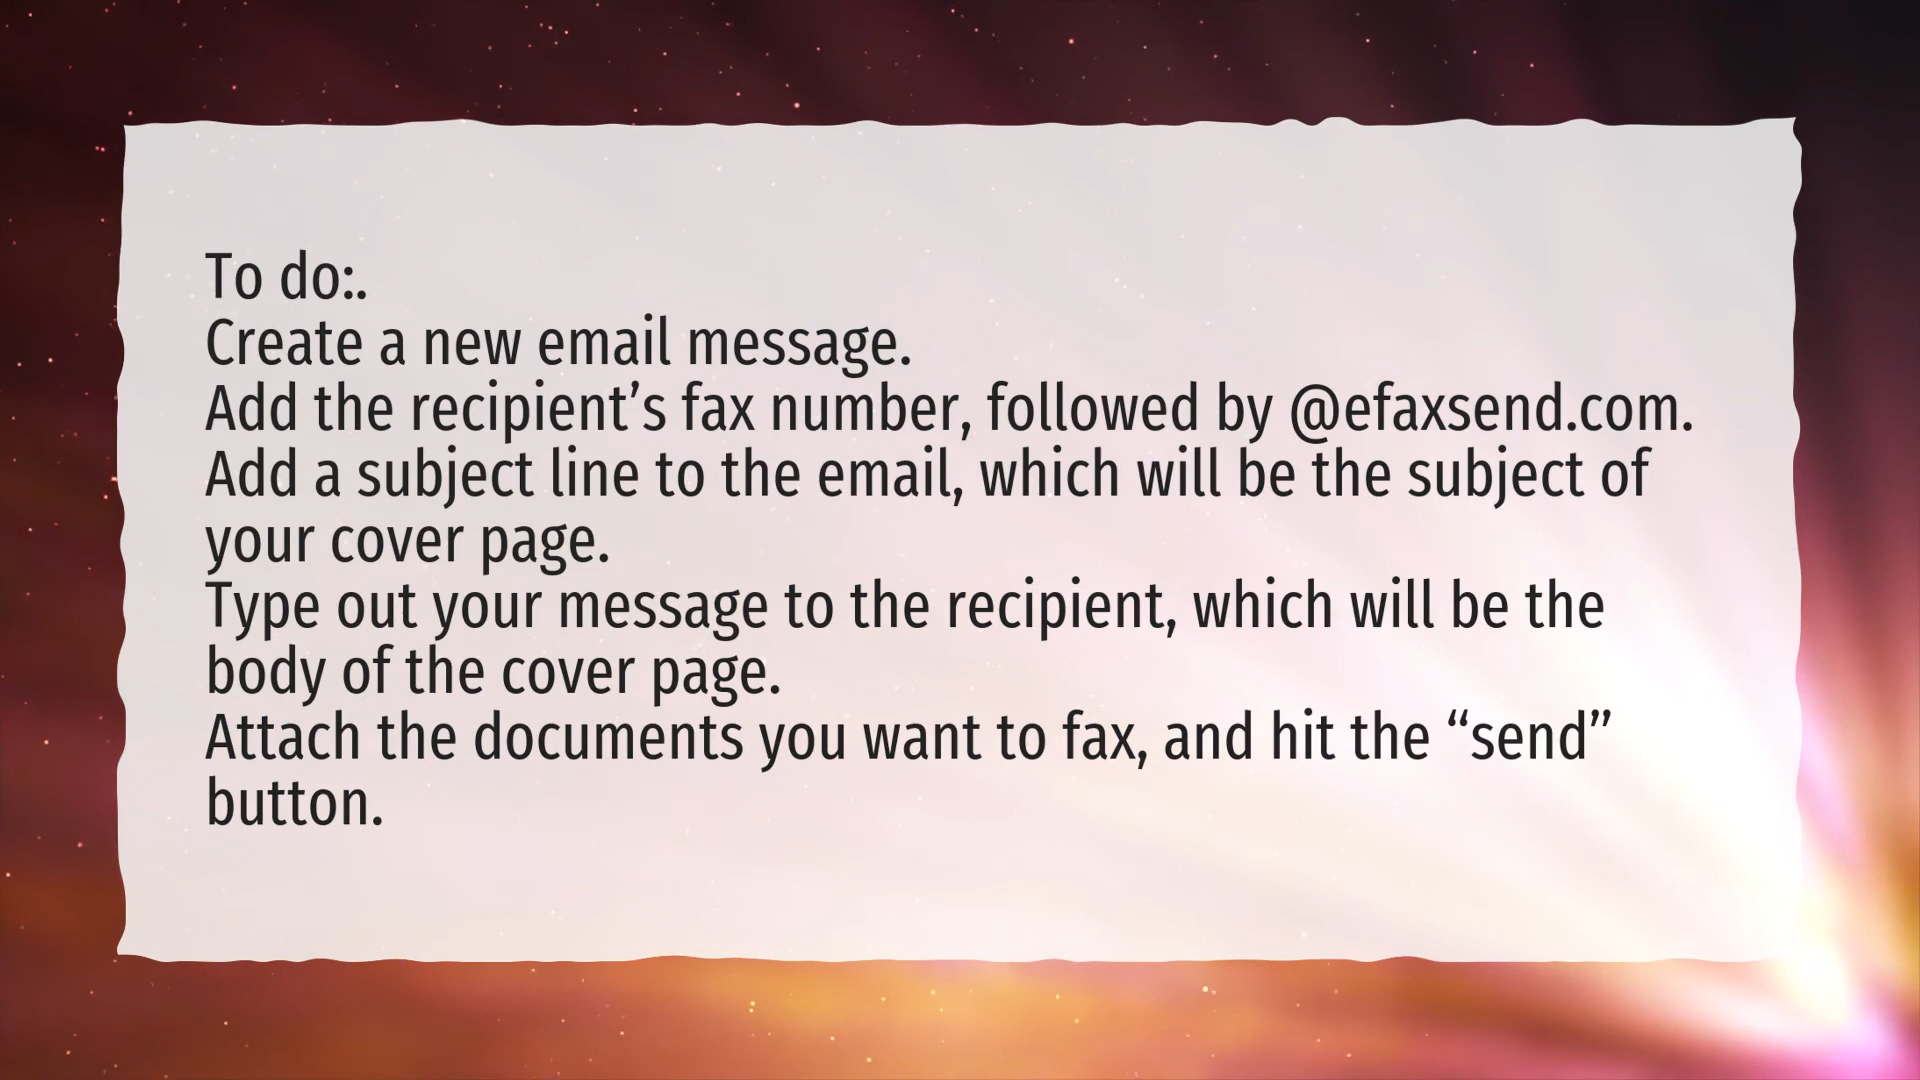 To do:.
Create a new email message.
Add the recipient’s fax number, followed by @efaxsend.com.
Add a subject line to the email, which will be the subject of
your cover page.
Type out your message to the recipient, which will be the
body of the cover page.
Attach the documents you want to fax, and hit the “send”
button.